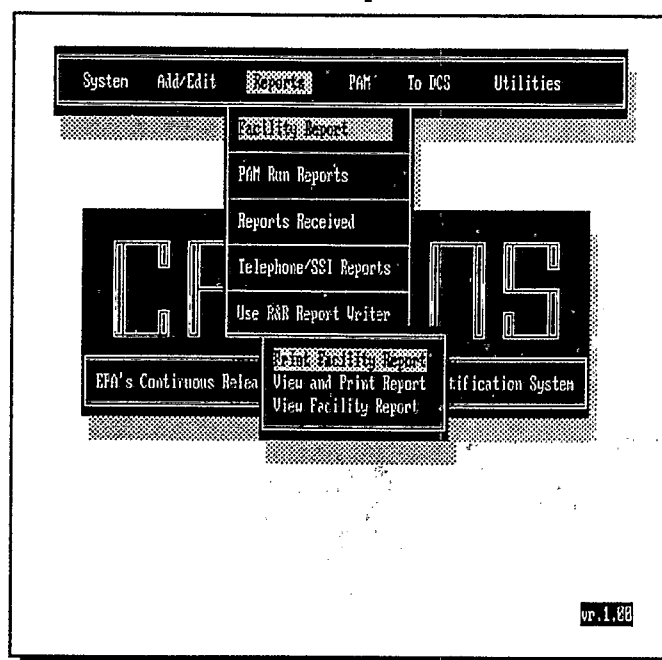 System Add/Edit Reports PAM To DCS Utilities
Facility Report
PAM Run Reports
Reports Received
Telephone/SSI Reports
Use R&R Report Writer
Print Facility Report
View and Print Report
View Facility Report
EPA's Continuous Relea
tification System
vr.1.00